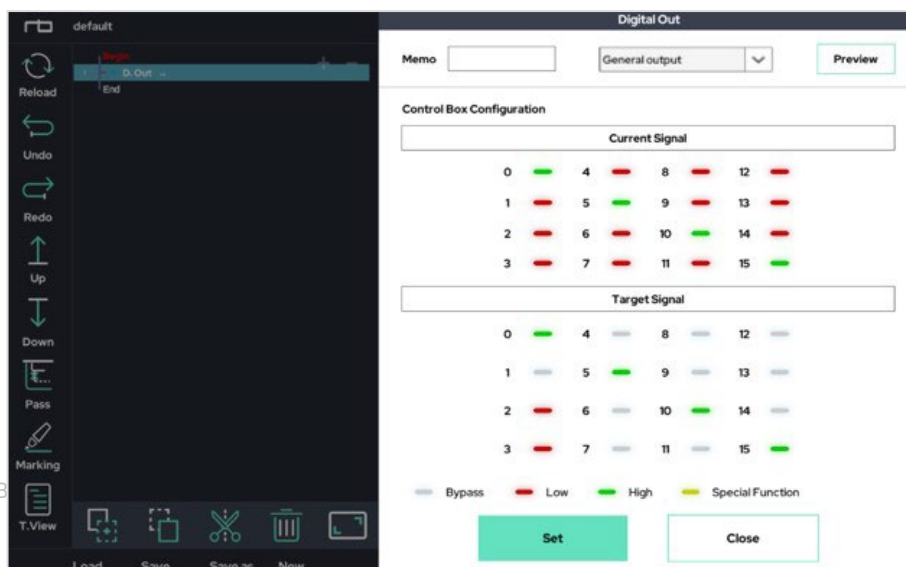 rb default
Digital Out
Reload
Undo
Redo
Up
Down
Pass
Marking
T.View
Begin
1 D. Out →
End
Memo General output Preview
Control Box Configuration
Current Signal
0 4 8 12
1 5 9 13
2 6 10 14
3 7 11 15
Target Signal
0 4 8 12
1 5 9 13
2 6 10 14
3 7 11 15
Bypass Low High Special Function
Set Close
Load Save Save as New